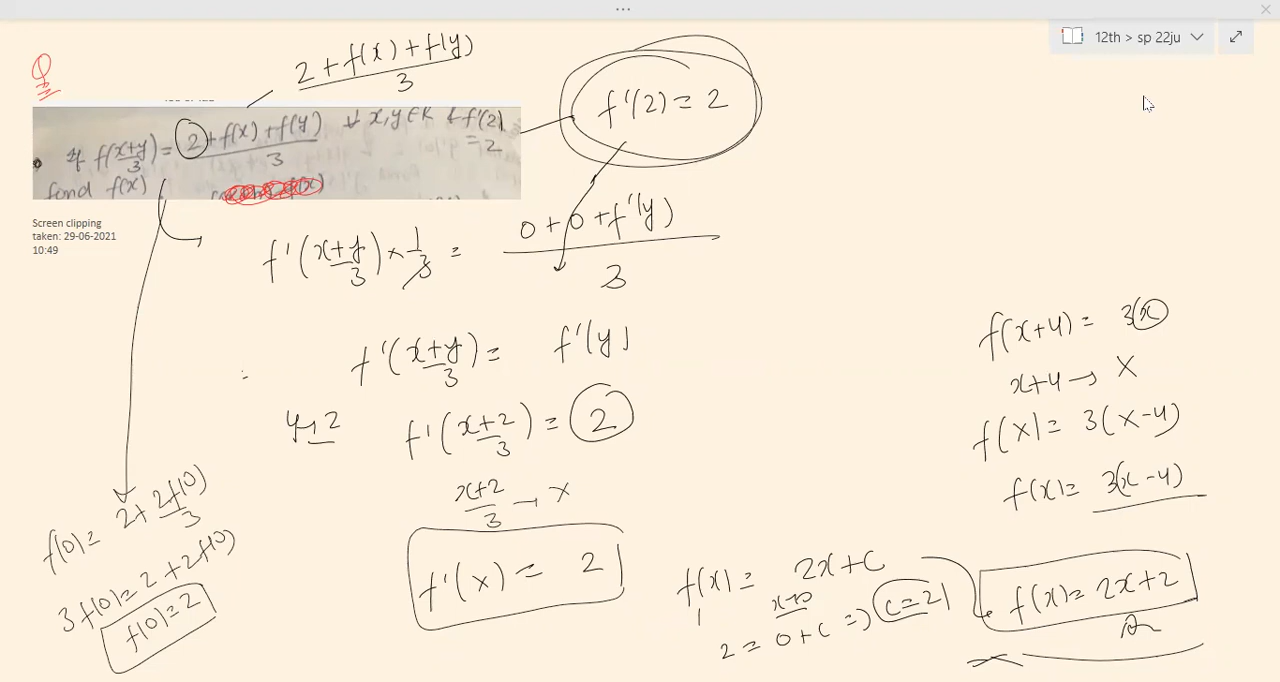 12th > sp 22ju
Q
2 + f(x) + f(y)
3
f'(2) = 2
If f(x+y/3) = 2 + f(x) + f(y)/3 ∀ x, y ∈ R & f'(2) = 2
fond f(x)
Screen clipping
taken: 29-06-2021
10:49
f'(x+y/3) × 1/3 = 0 + 0 + f'(y)/3
f'(x+y/3) = f'(y)
y → 2 f'(x+2/3) = 2
x+2/3 → x
f'(x) = 2
f(0) = 2 + 2f(0)/3
3f(0) = 2 + 2f(0)
f(0) = 2
f(x+4) = 3(x)
x+4 → X
f(X) = 3(X-4)
f(x) = 3(x-4)
f(x) = 2x + c
x→0
2 = 0 + c ⇒ c = 2
f(x) = 2x + 2